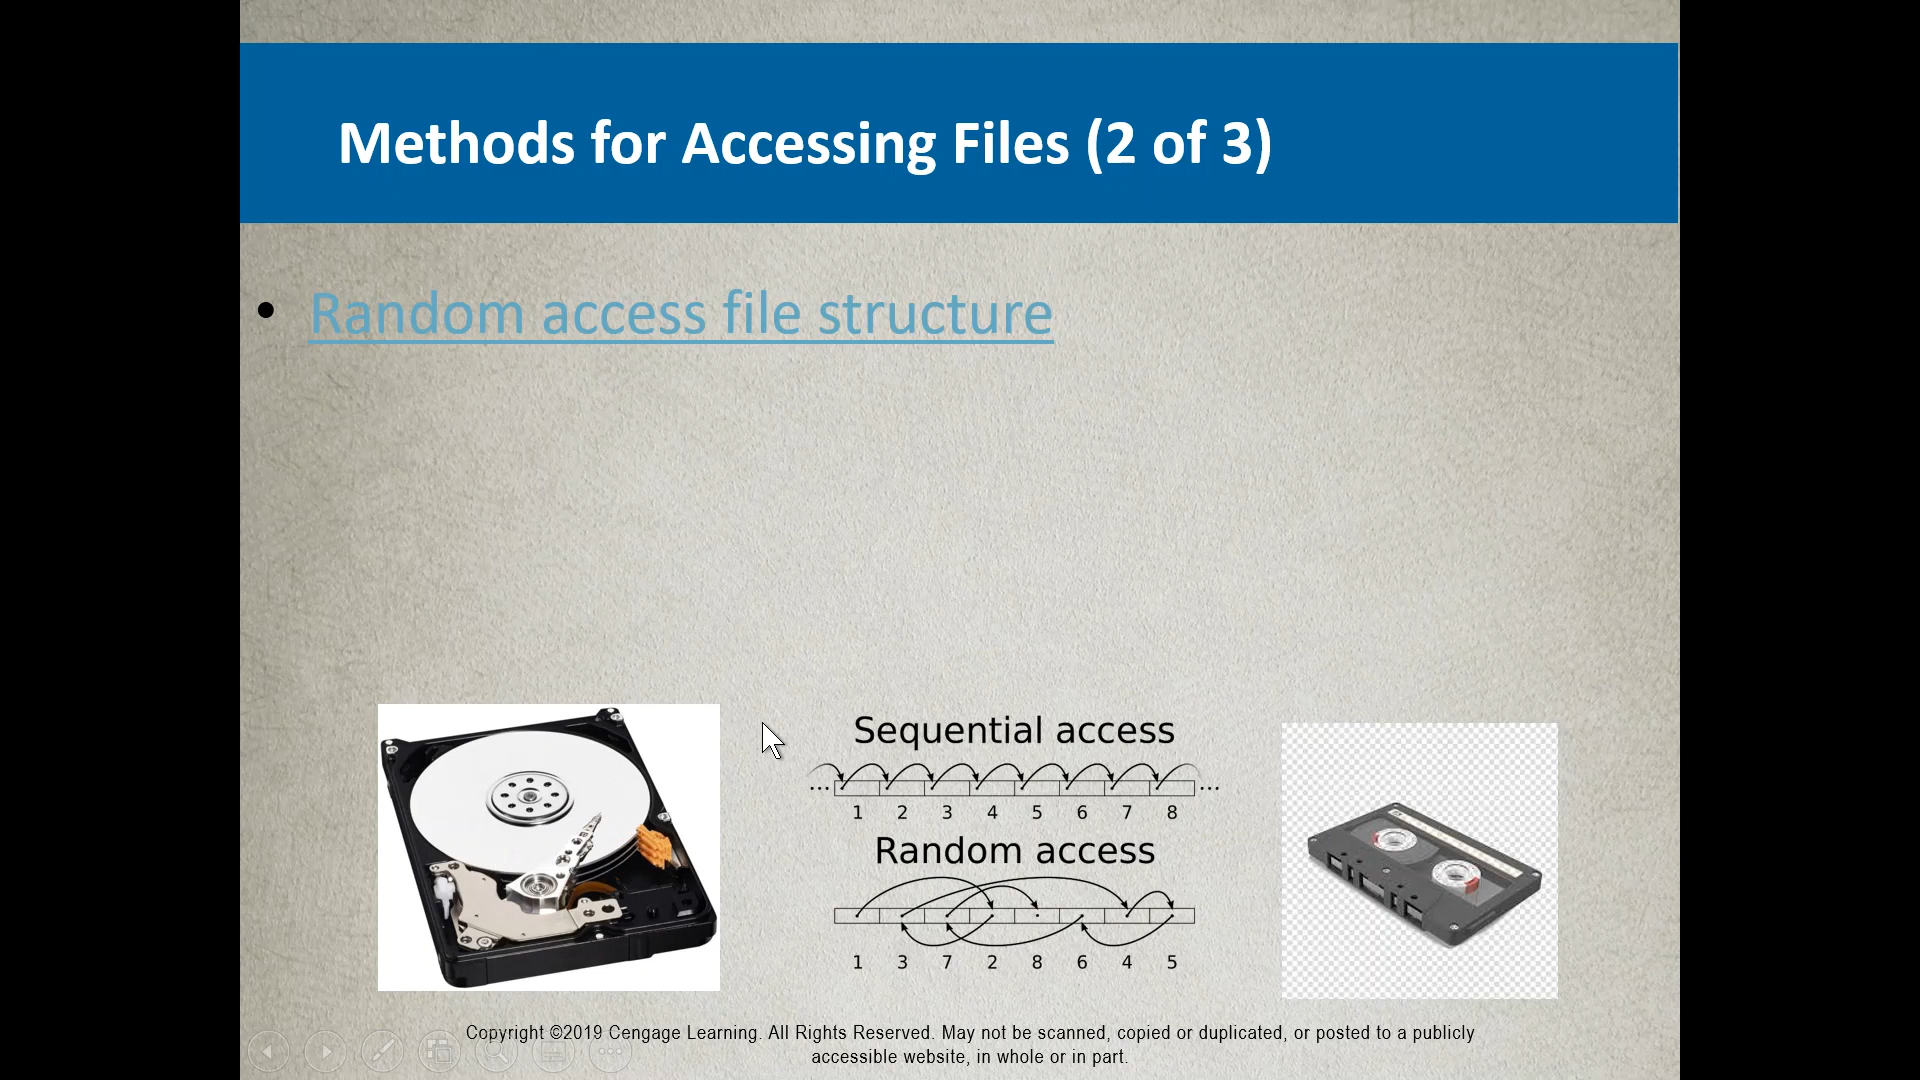 Methods for Accessing Files (2 of 3)
• Random access file structure
Sequential access
... ...
1 2 3 4 5 6 7 8
Random access
1 3 7 2 8 6 4 5
Copyright ©2019 Cengage Learning. All Rights Reserved. May not be scanned, copied or duplicated, or posted to a publicly
accessible website, in whole or in part.